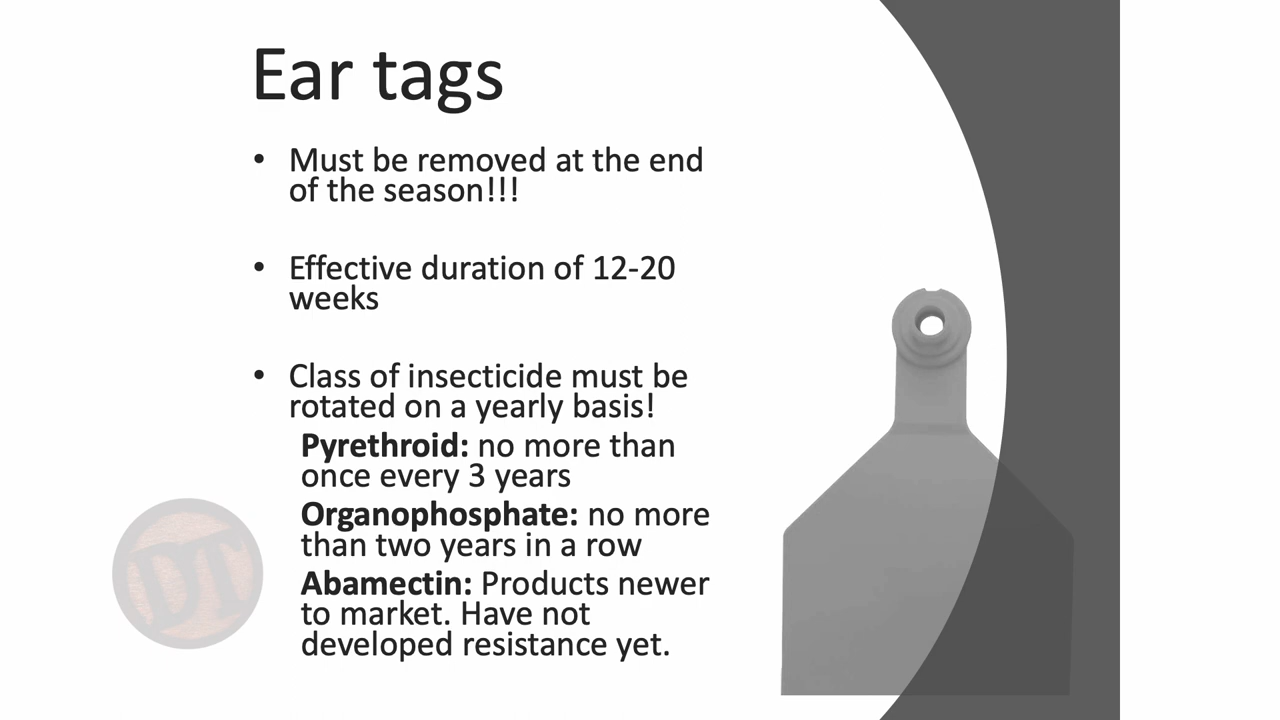 Ear tags
• Must be removed at the end
of the season!!!
• Effective duration of 12-20
weeks
• Class of insecticide must be
rotated on a yearly basis!
Pyrethroid: no more than
once every 3 years
Organophosphate: no more
than two years in a row
Abamectin: Products newer
to market. Have not
developed resistance yet.
DT